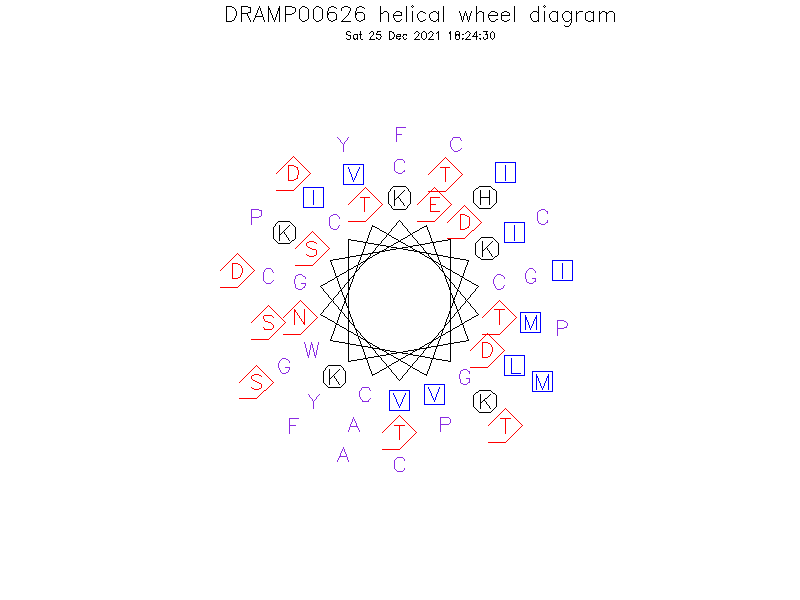 DRAMP00626 helical wheel diagram
Sat 25 Dec 2021 18:24:30
Y F C
D V C T I
I T K E H
P K C D I C
S K
D C G C G I
S N T M P
W D
G L
S K G M
Y C V V K
F A T P T
A C